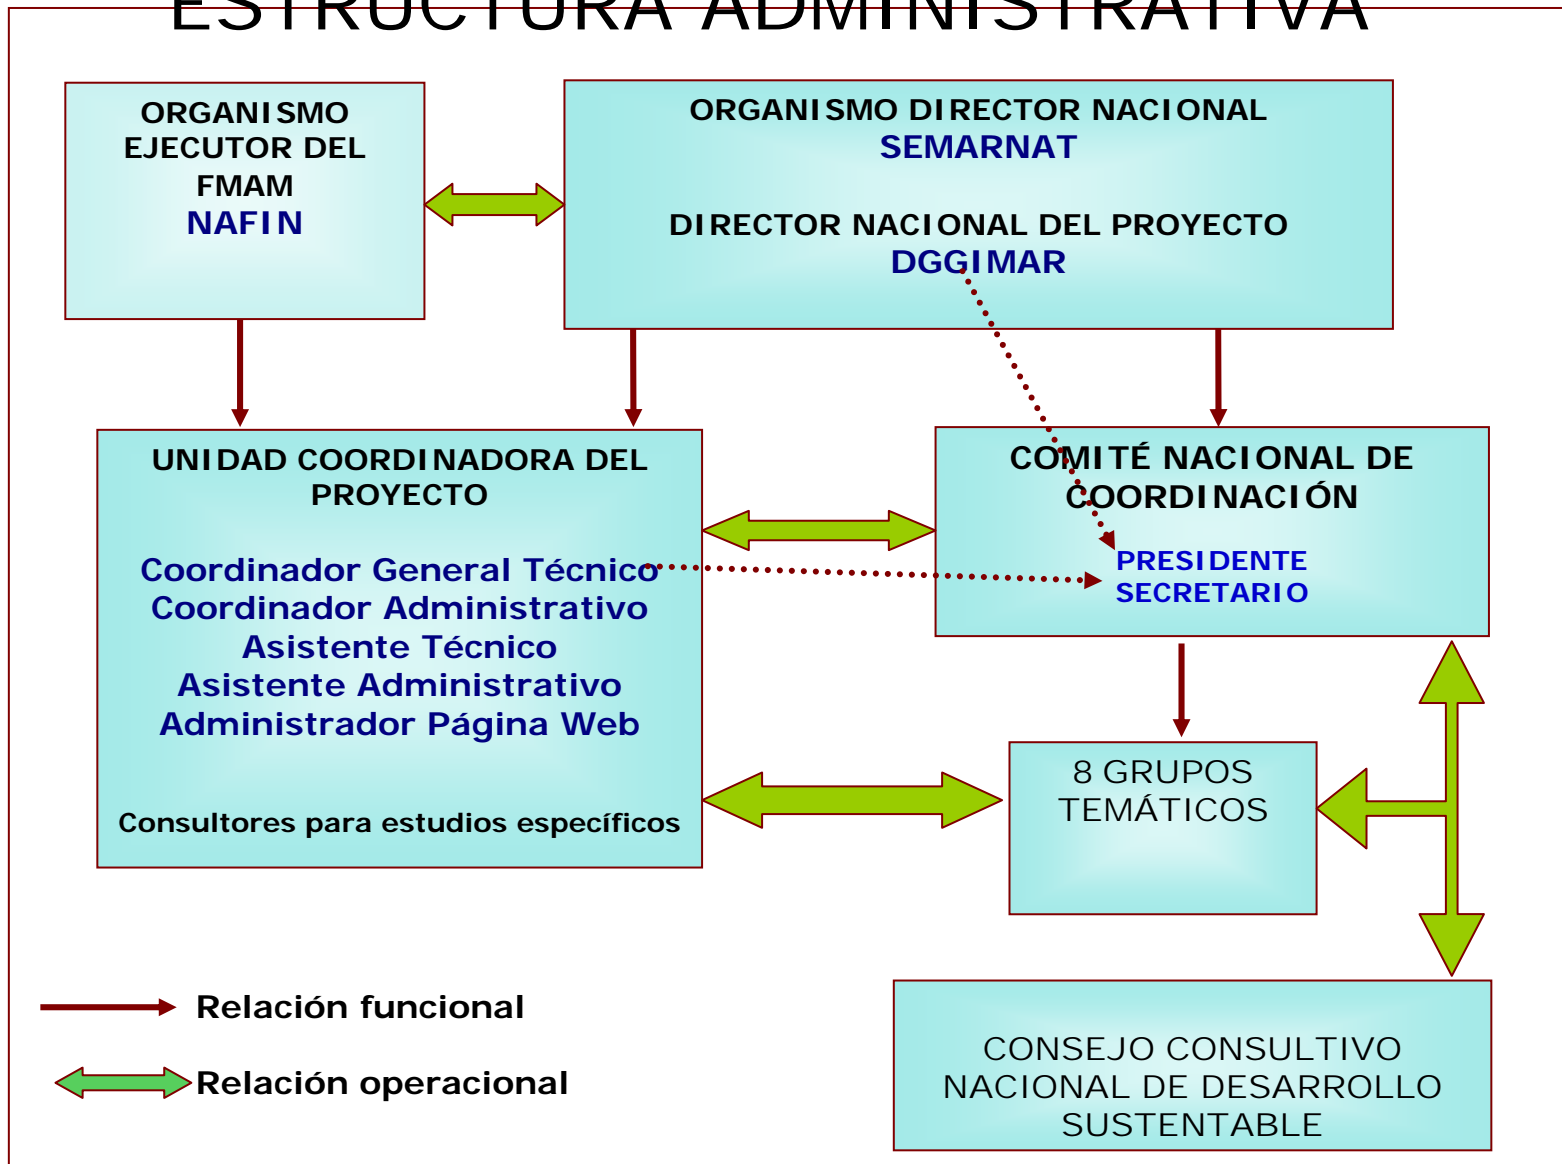 ESTRUCTURA ADMINISTRATIVA
ORGANISMO
EJECUTOR DEL
FMAM
NAFIN
ORGANISMO DIRECTOR NACIONAL
SEMARNAT
DIRECTOR NACIONAL DEL PROYECTO
DGGIMAR
UNIDAD COORDINADORA DEL
PROYECTO
Coordinador General Técnico
Coordinador Administrativo
Asistente Técnico
Asistente Administrativo
Administrador Página Web
Consultores para estudios específicos
COMITÉ NACIONAL DE
COORDINACIÓN
PRESIDENTE
SECRETARIO
8 GRUPOS
TEMÁTICOS
Relación funcional
Relación operacional
CONSEJO CONSULTIVO
NACIONAL DE DESARROLLO
SUSTENTABLE